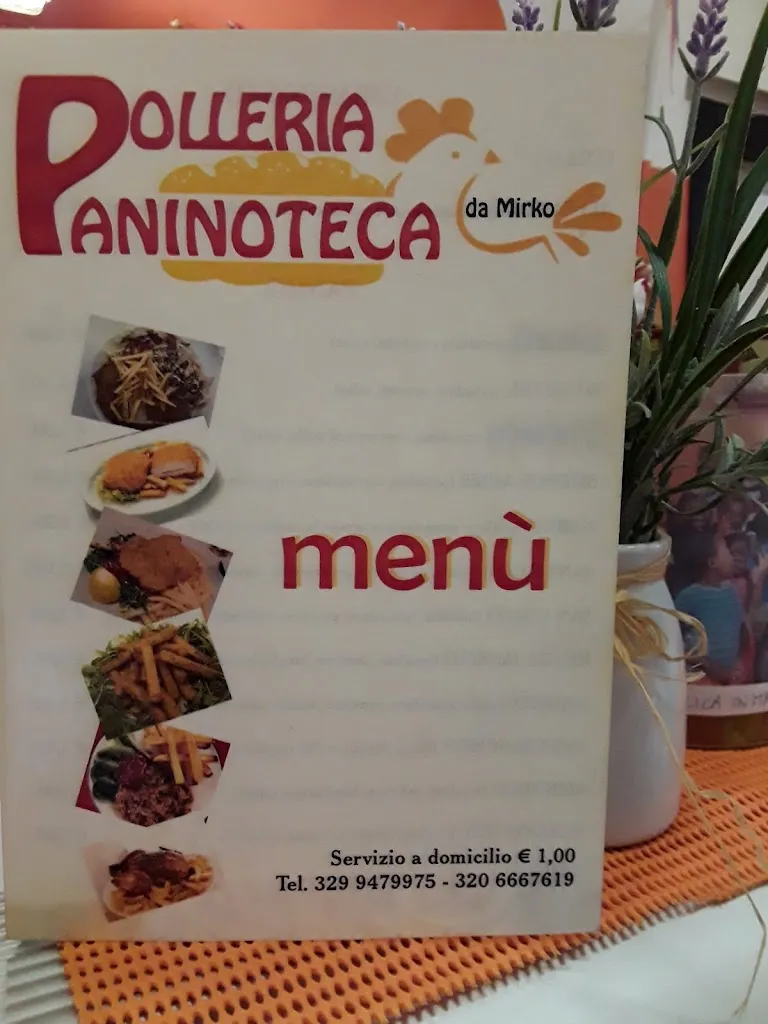 POLLERIA
PANINOTECA
da Mirko
menù
Servizio a domicilio € 1,00
Tel. 329 9479975 - 320 6667619